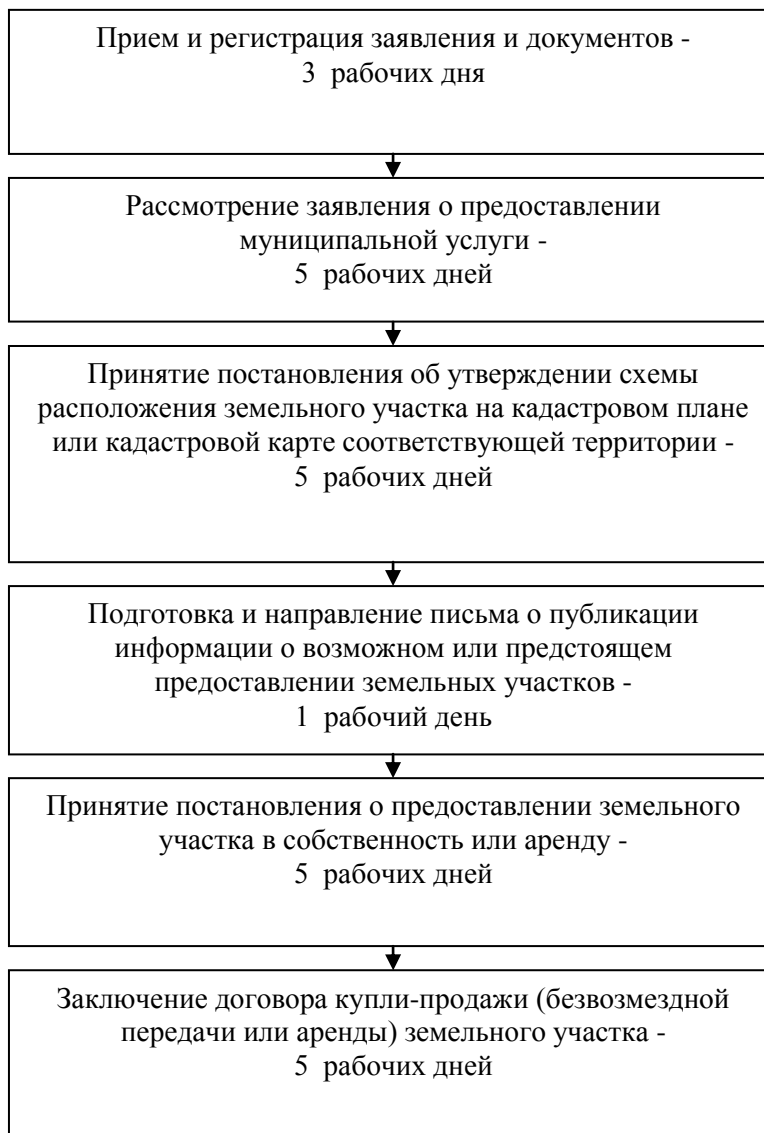 Прием и регистрация заявления и документов -
3 рабочих дня
Рассмотрение заявления о предоставлении
муниципальной услуги -
5 рабочих дней
Принятие постановления об утверждении схемы
расположения земельного участка на кадастровом плане
или кадастровой карте соответствующей территории -
5 рабочих дней
Подготовка и направление письма о публикации
информации о возможном или предстоящем
предоставлении земельных участков -
1 рабочий день
Принятие постановления о предоставлении земельного
участка в собственность или аренду -
5 рабочих дней
Заключение договора купли-продажи (безвозмездной
передачи или аренды) земельного участка -
5 рабочих дней